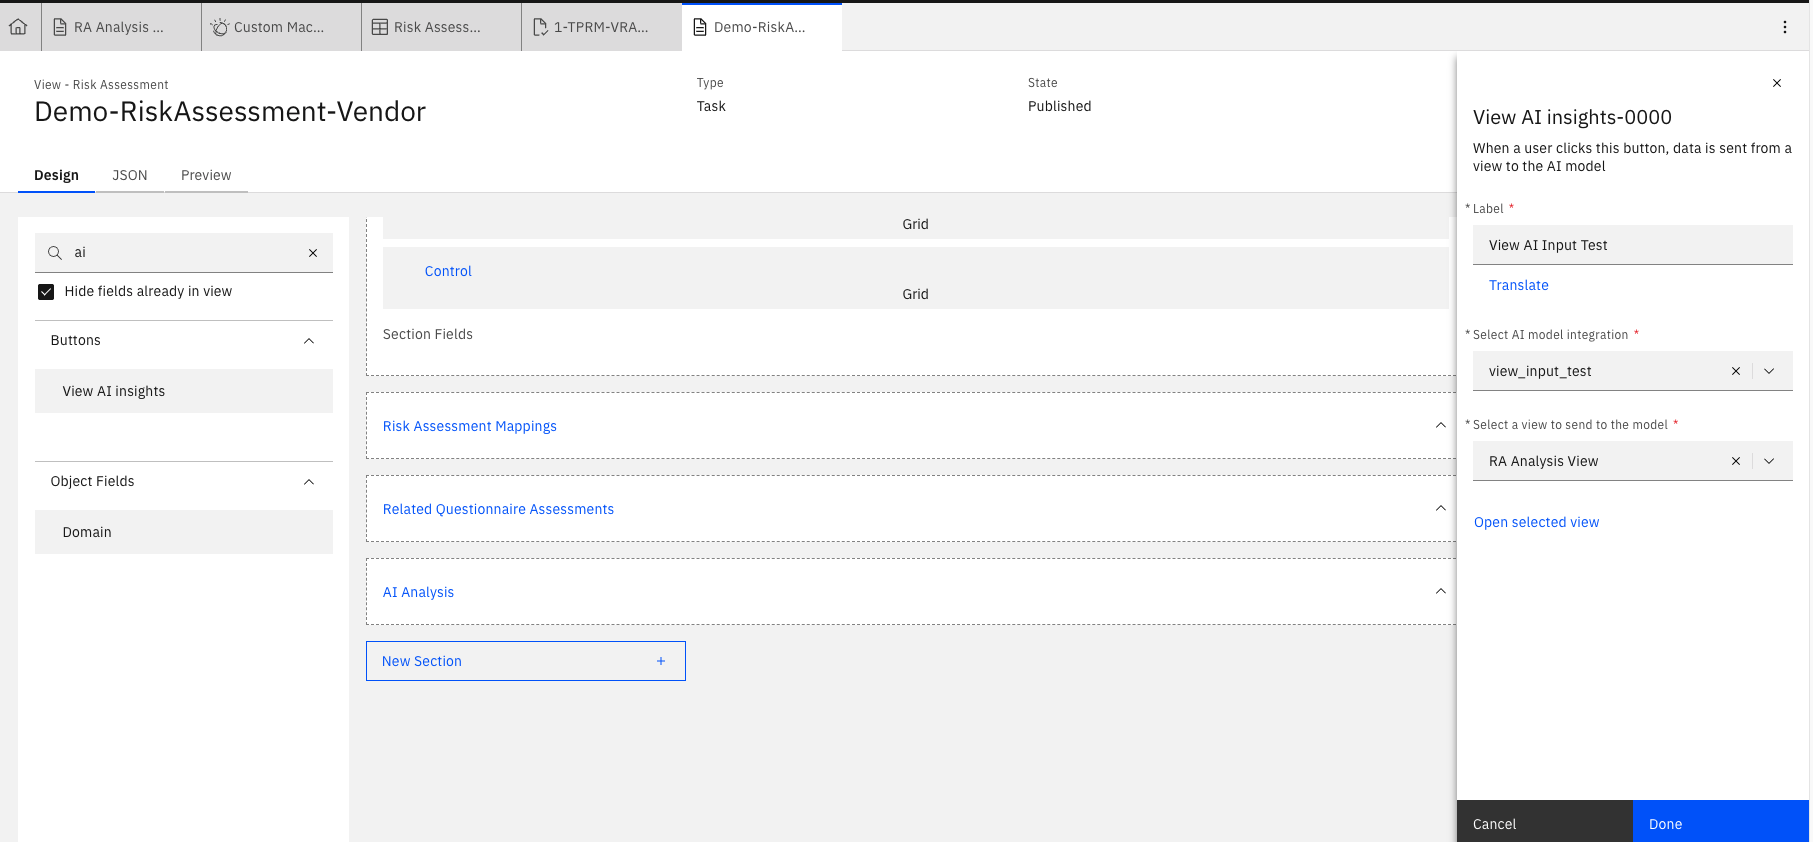 RA Analysis ...
Custom Mac...
Risk Assess...
1-TPRM-VRA...
Demo-RiskA...
View - Risk Assessment
Demo-RiskAssessment-Vendor
Type
Task
State
Published
Design
JSON
Preview
ai
Hide fields already in view
Buttons
View AI insights
Object Fields
Domain
Grid
Control
Grid
Section Fields
Risk Assessment Mappings
Related Questionnaire Assessments
AI Analysis
New Section +
View AI insights-0000
When a user clicks this button, data is sent from a
view to the AI model
* Label *
View AI Input Test
Translate
* Select AI model integration *
view_input_test
* Select a view to send to the model *
RA Analysis View
Open selected view
Cancel
Done